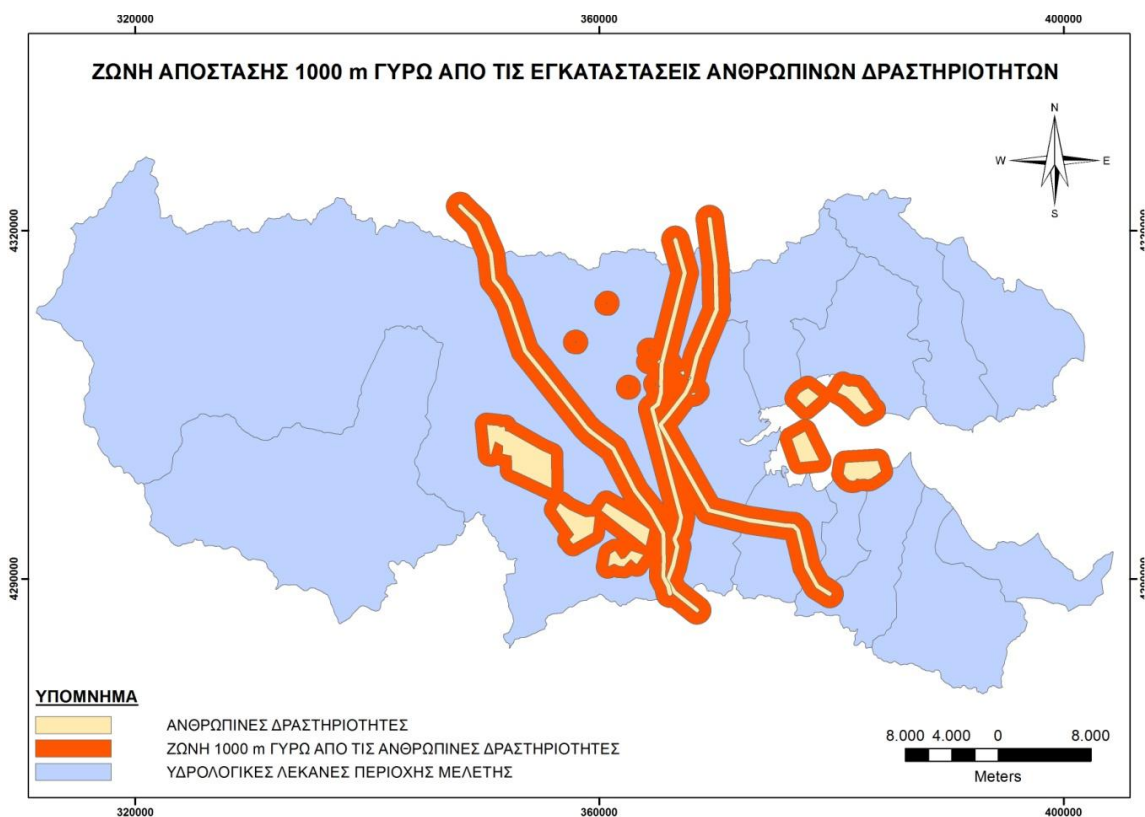 320000 360000 400000
ΖΩΝΗ ΑΠΟΣΤΑΣΗΣ 1000 m ΓΥΡΩ ΑΠΟ ΤΙΣ ΕΓΚΑΤΑΣΤΑΣΕΙΣ ΑΝΘΡΩΠΙΝΩΝ ΔΡΑΣΤΗΡΙΟΤΗΤΩΝ
N
W E
S
4320000 4320000
4290000 4290000
ΥΠΟΜΝΗΜΑ
ΑΝΘΡΩΠΙΝΕΣ ΔΡΑΣΤΗΡΙΟΤΗΤΕΣ
ΖΩΝΗ 1000 m ΓΥΡΩ ΑΠΟ ΤΙΣ ΑΝΘΡΩΠΙΝΕΣ ΔΡΑΣΤΗΡΙΟΤΗΤΕΣ
ΥΔΡΟΛΟΓΙΚΕΣ ΛΕΚΑΝΕΣ ΠΕΡΙΟΧΗΣ ΜΕΛΕΤΗΣ
8.000 4.000 0 8.000
Meters
320000 360000 400000